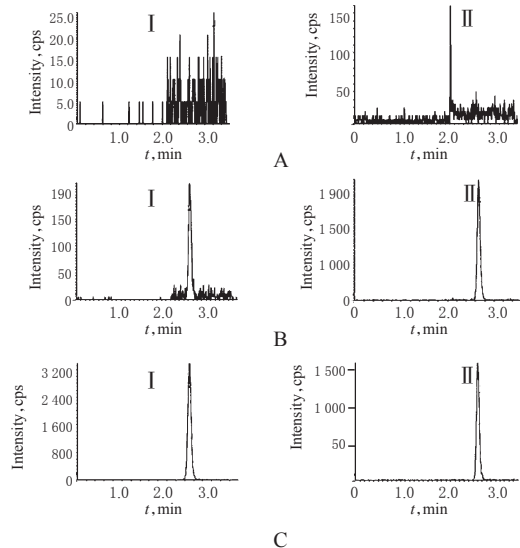 I
Intensity,cps
25.0
20.0
15.0
10.0
5.0
0.0
1.0 2.0 3.0
t,min
II
Intensity,cps
150
100
50
0 1.0 2.0 3.0
t,min
A
I
Intensity,cps
190
150
100
50
0
1.0 2.0 3.0
t,min
II
Intensity,cps
1 900
1 500
1 000
0
0 1.0 2.0 3.0
t,min
B
I
Intensity,cps
3 200
2 400
1 600
800
0
1.0 2.0 3.0
t,min
II
Intensity,cps
1 500
1 000
50
0 1.0 2.0 3.0
t,min
C